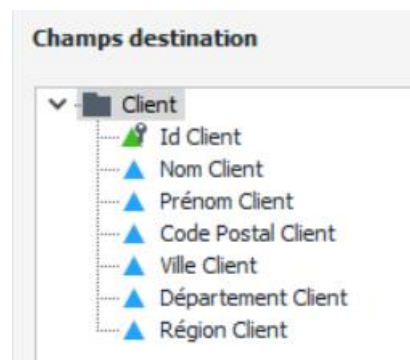 Champs destination
Client
Id Client
Nom Client
Prénom Client
Code Postal Client
Ville Client
Département Client
Région Client